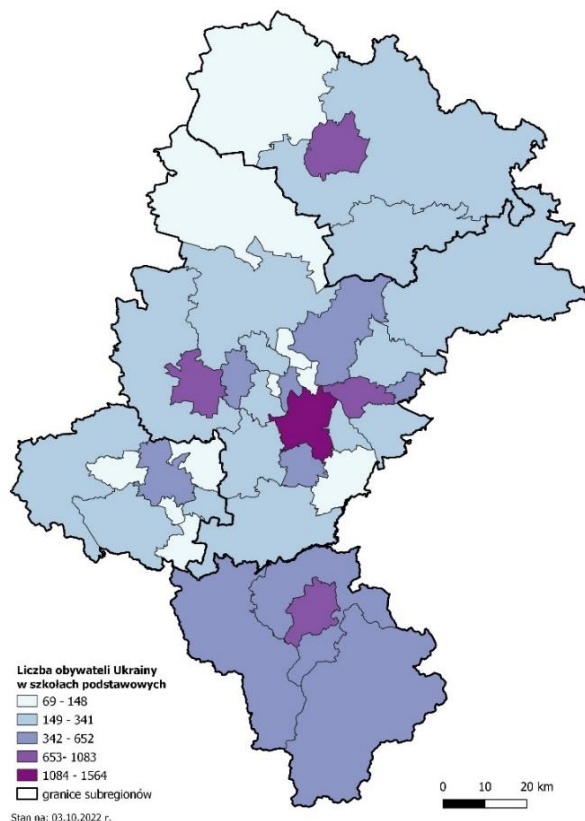 Liczba obywateli Ukrainy
w szkołach podstawowych
69 - 148
149 - 341
342 - 652
653- 1083
1084 - 1564
granice subregionów
0 10 20 km
Stan na: 03.10.2022 r.